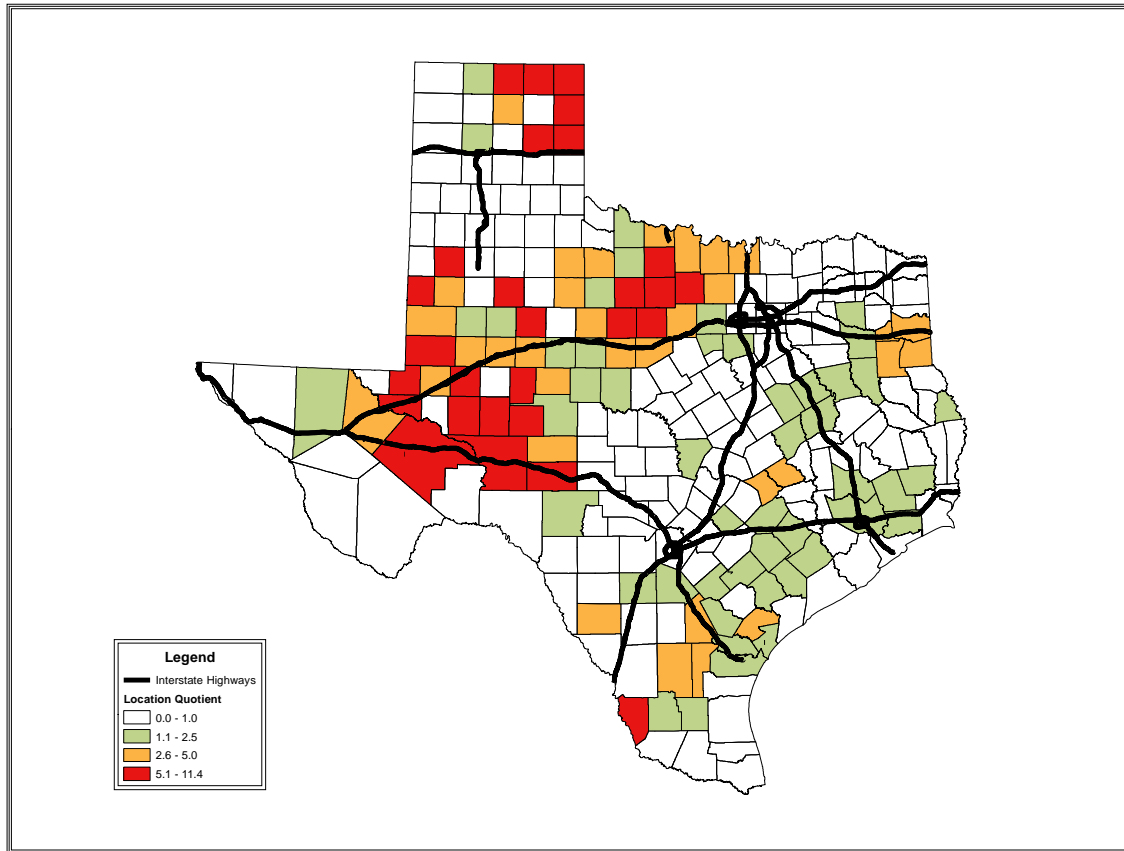 Legend
Interstate Highways
Location Quotient
0.0 - 1.0
1.1 - 2.5
2.6 - 5.0
5.1 - 11.4